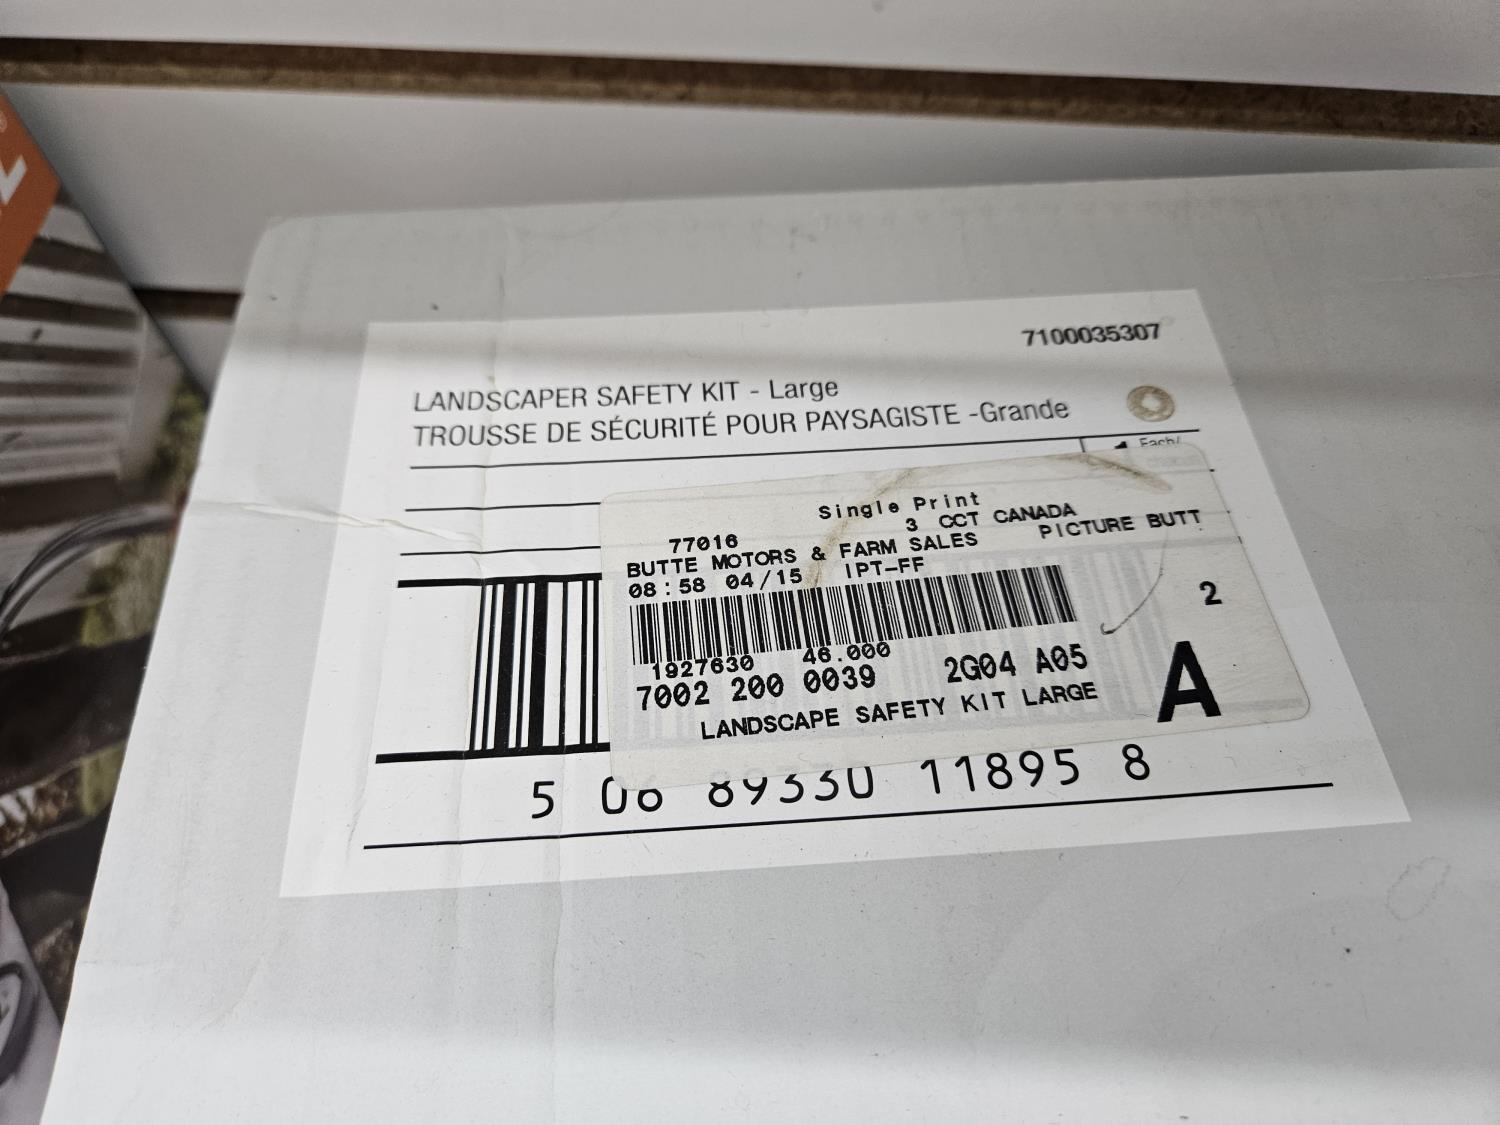 7100035307
LANDSCAPER SAFETY KIT - Large
TROUSSE DE SÉCURITÉ POUR PAYSAGISTE -Grande
1 Each/
Single Print
77016 3 CCT CANADA
BUTTE MOTORS & FARM SALES PICTURE BUTT
08:58 04/15 IPT-FF
2
1927630 46.000
7002 200 0039 2G04 A05
A
LANDSCAPE SAFETY KIT LARGE
5 06 89330 11895 8